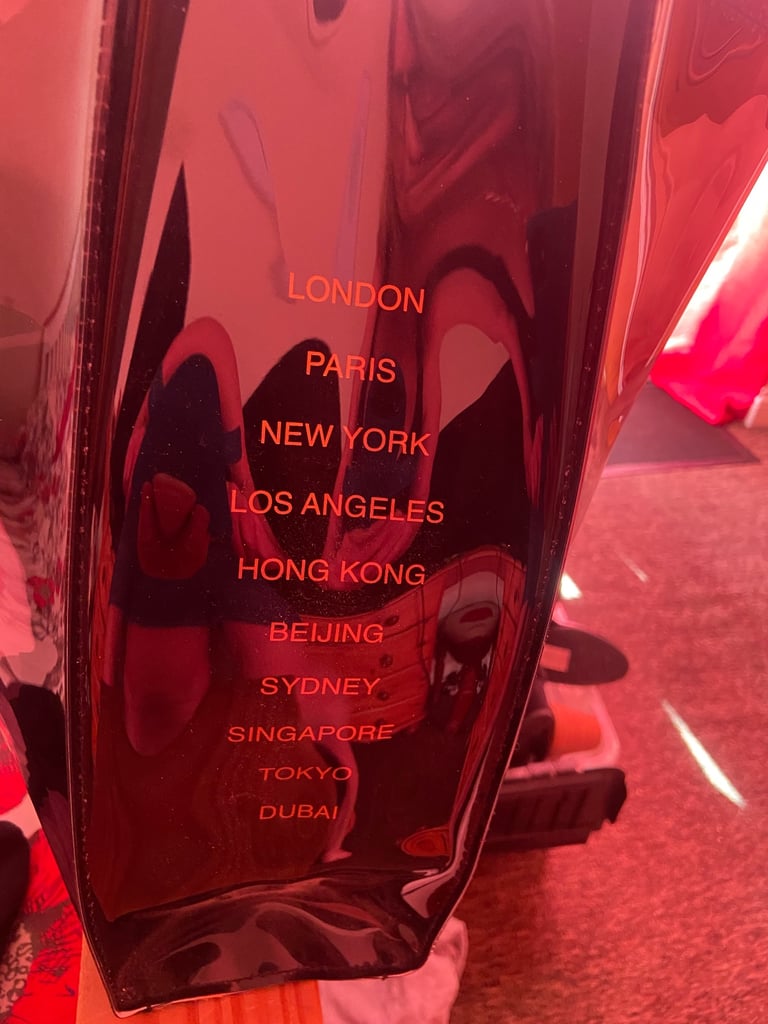 LONDON
PARIS
NEW YORK
LOS ANGELES
HONG KONG
BEIJING
SYDNEY
SINGAPORE
TOKYO
DUBAI